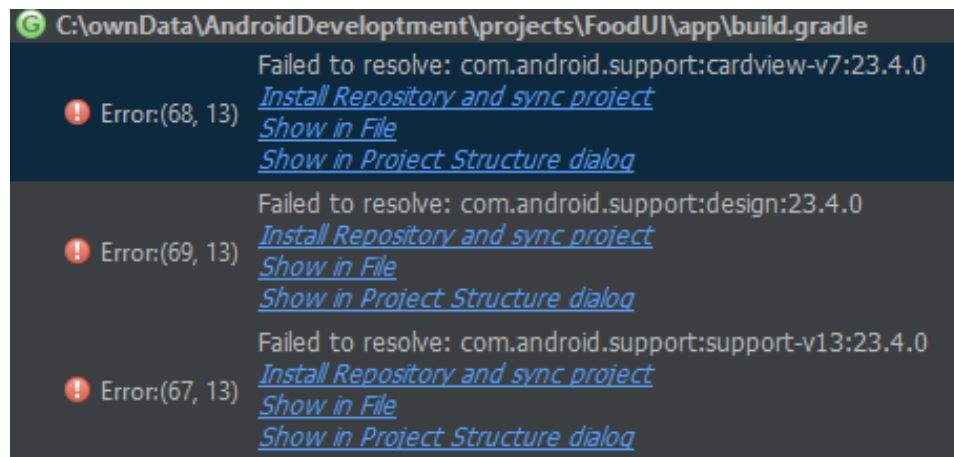 G C:\ownData\AndroidDeveloptment\projects\FoodUI\app\build.gradle
Failed to resolve: com.android.support:cardview-v7:23.4.0
Error:(68, 13)
Install Repository and sync project
Show in File
Show in Project Structure dialog
Failed to resolve: com.android.support:design:23.4.0
Error:(69, 13)
Install Repository and sync project
Show in File
Show in Project Structure dialog
Failed to resolve: com.android.support:support-v13:23.4.0
Error:(67, 13)
Install Repository and sync project
Show in File
Show in Project Structure dialog